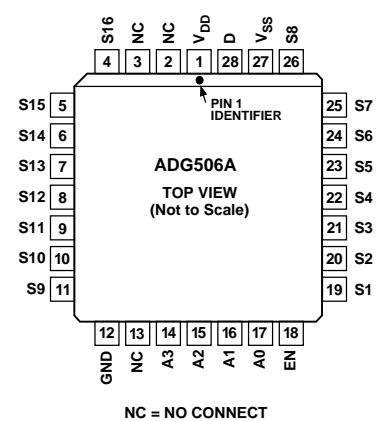 S16 NC NC VDD D VSS S8
4 3 2 1 28 27 26
PIN 1
IDENTIFIER
S15 5
S14 6
S13 7
S12 8
S11 9
S10 10
S9 11
ADG506A
TOP VIEW
(Not to Scale)
25 S7
24 S6
23 S5
22 S4
21 S3
20 S2
19 S1
12 13 14 15 16 17 18
GND NC A3 A2 A1 A0 EN
NC = NO CONNECT